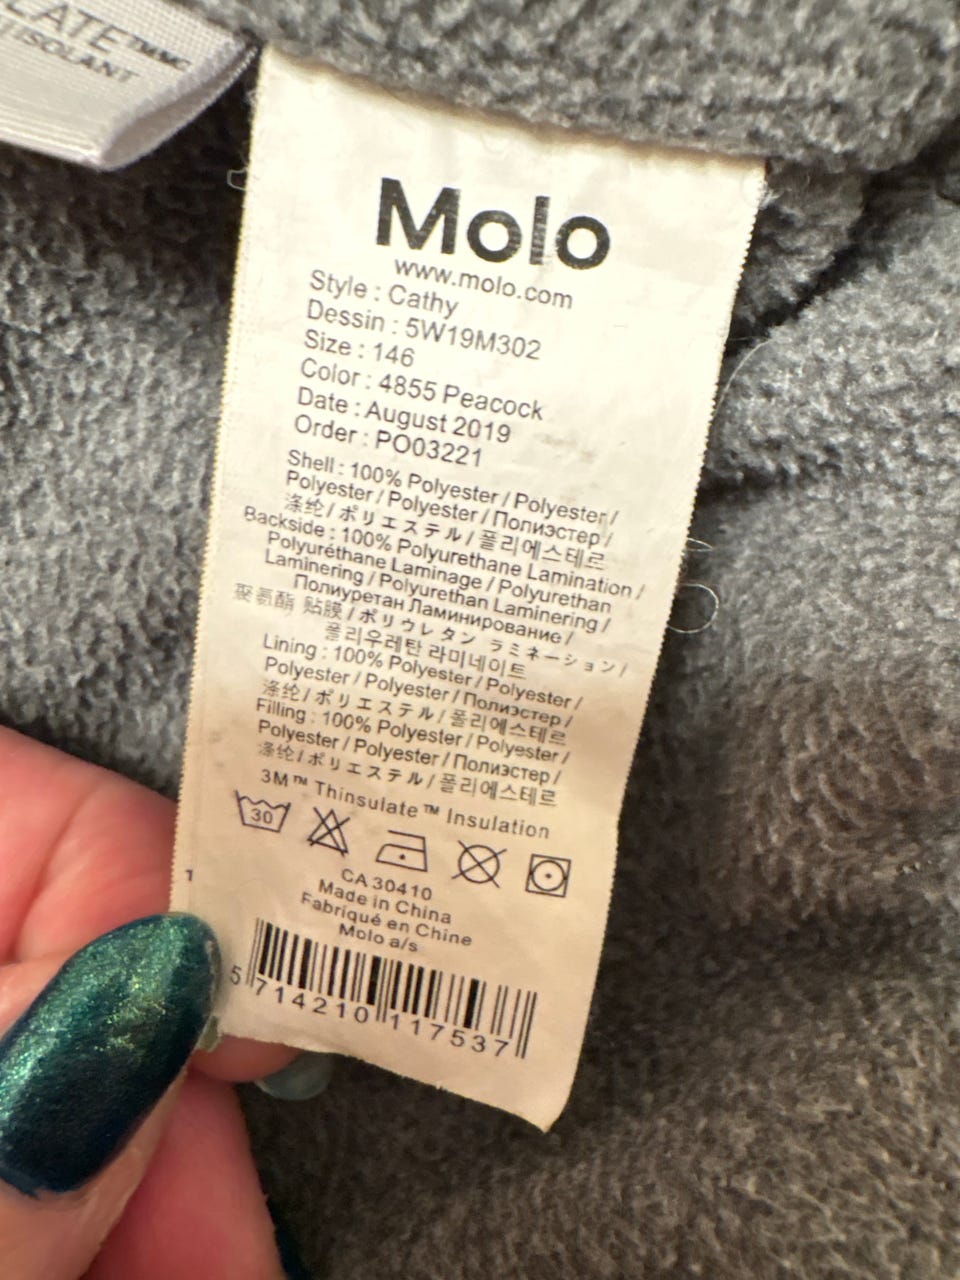 LATE™MC
ISOLANT
Molo
www.molo.com
Style : Cathy
Dessin : 5W19M302
Size : 146
Color : 4855 Peacock
Date : August 2019
Order : PO03221
Shell : 100% Polyester / Polyester /
Polyester / Polyester / Полиэстер /
涤纶 / ポリエステル / 폴리에스테르
Backside : 100% Polyurethane Lamination /
Polyuréthane Laminage / Polyurethan
Laminering / Polyurethan Laminering /
Полиуретан Ламинирование /
聚氨酯 贴膜 / ポリウレタン ラミネーション /
폴리우레탄 라미네이트
Lining : 100% Polyester / Polyester /
Polyester / Polyester / Полиэстер /
涤纶 / ポリエステル / 폴리에스테르
Filling : 100% Polyester / Polyester /
Polyester / Polyester / Полиэстер /
涤纶 / ポリエステル / 폴리에스테르
3M™ Thinsulate™ Insulation
30
CA 30410
Made in China
Fabriqué en Chine
Molo a/s
5 714210 117537